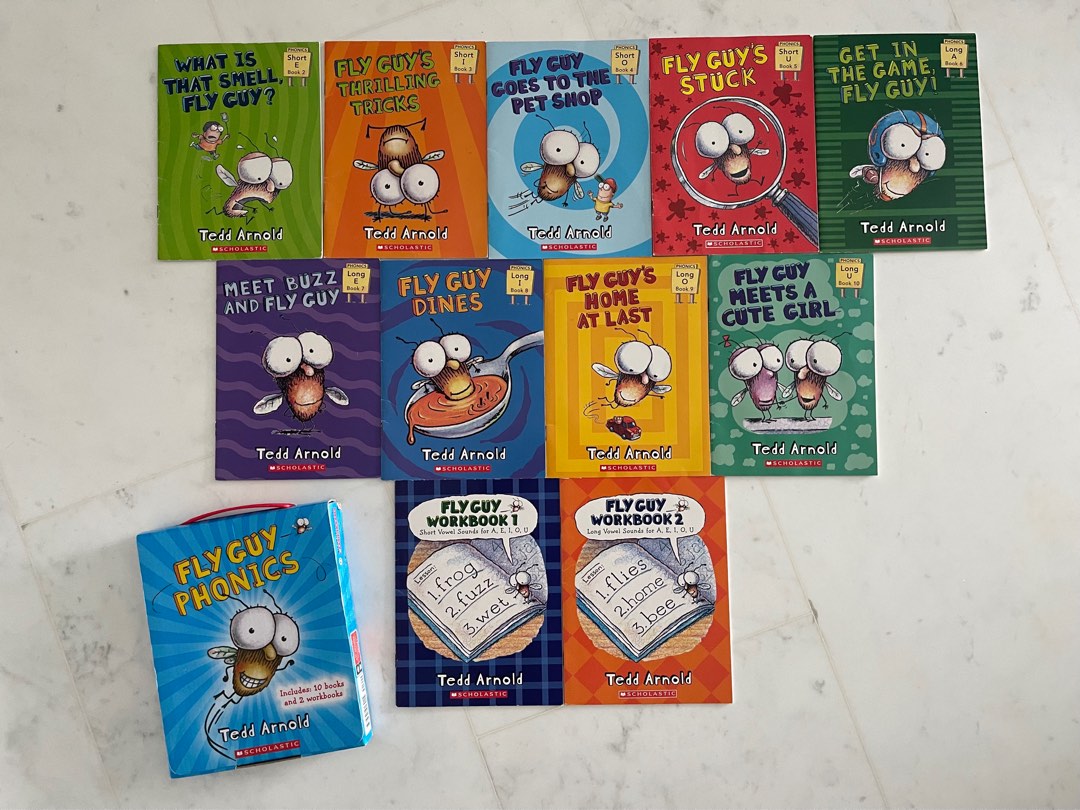 WHAT IS
THAT SMELL,
FLY GUY?
PHONICS
Short
E
Book 2
Tedd Arnold
SCHOLASTIC
FLY GUY'S
THRILLING
TRICKS
PHONICS
Short
I
Book 3
Tedd Arnold
SCHOLASTIC
FLY GUY
GOES TO THE
PET SHOP
PHONICS
Short
O
Book 4
Tedd Arnold
SCHOLASTIC
FLY GUY'S
STUCK
PHONICS
Short
U
Book 5
Tedd Arnold
SCHOLASTIC
GET IN
THE GAME,
FLY GUY!
PHONICS
Long
A
Book 6
Tedd Arnold
SCHOLASTIC
MEET BUZZ
AND FLY GUY
PHONICS
Long
E
Book 7
Tedd Arnold
SCHOLASTIC
FLY GUY
DINES
PHONICS
Long
I
Book 8
Tedd Arnold
SCHOLASTIC
FLY GUY'S
HOME
AT LAST
PHONICS
Long
O
Book 9
Tedd Arnold
SCHOLASTIC
FLY GUY
MEETS A
CUTE GIRL
PHONICS
Long
U
Book 10
Tedd Arnold
SCHOLASTIC
FLY GUY
PHONICS
Includes: 10 books
and 2 workbooks
Tedd Arnold
SCHOLASTIC
FLY GUY
WORKBOOK 1
Short Vowel Sounds for A, E, I, O, U
Lesson
1. frog
2. fuzz
3. wet
Tedd Arnold
SCHOLASTIC
FLY GUY
WORKBOOK 2
Long Vowel Sounds for A, E, I, O, U
Lesson
1. flies
2. home
3. bee
Tedd Arnold
SCHOLASTIC